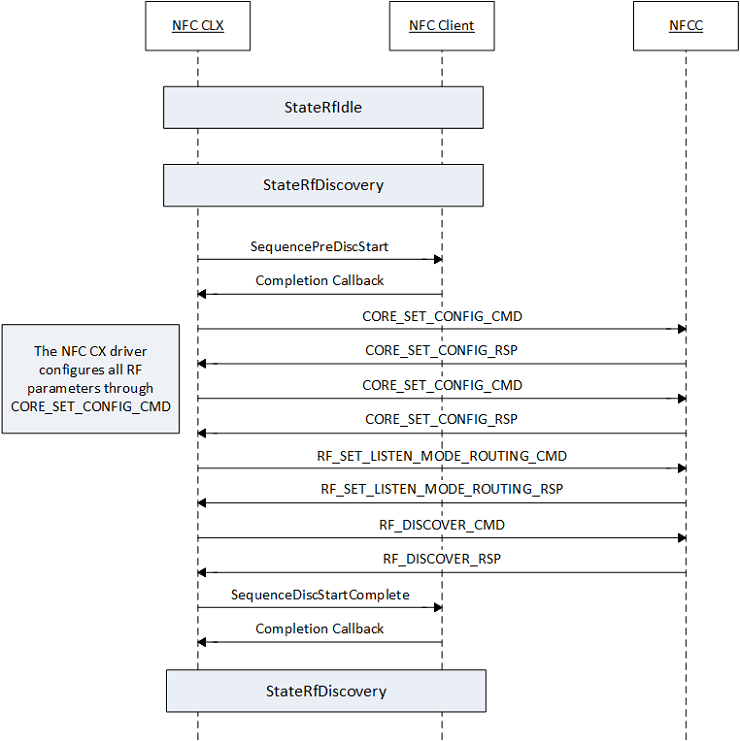 NFC CLX
NFC Client
NFCC
StateRfIdle
StateRfDiscovery
SequencePreDiscStart
Completion Callback
CORE_SET_CONFIG_CMD
The NFC CX driver
configures all RF
parameters through
CORE_SET_CONFIG_CMD
CORE_SET_CONFIG_RSP
CORE_SET_CONFIG_CMD
CORE_SET_CONFIG_RSP
RF_SET_LISTEN_MODE_ROUTING_CMD
RF_SET_LISTEN_MODE_ROUTING_RSP
RF_DISCOVER_CMD
RF_DISCOVER_RSP
SequenceDiscStartComplete
Completion Callback
StateRfDiscovery